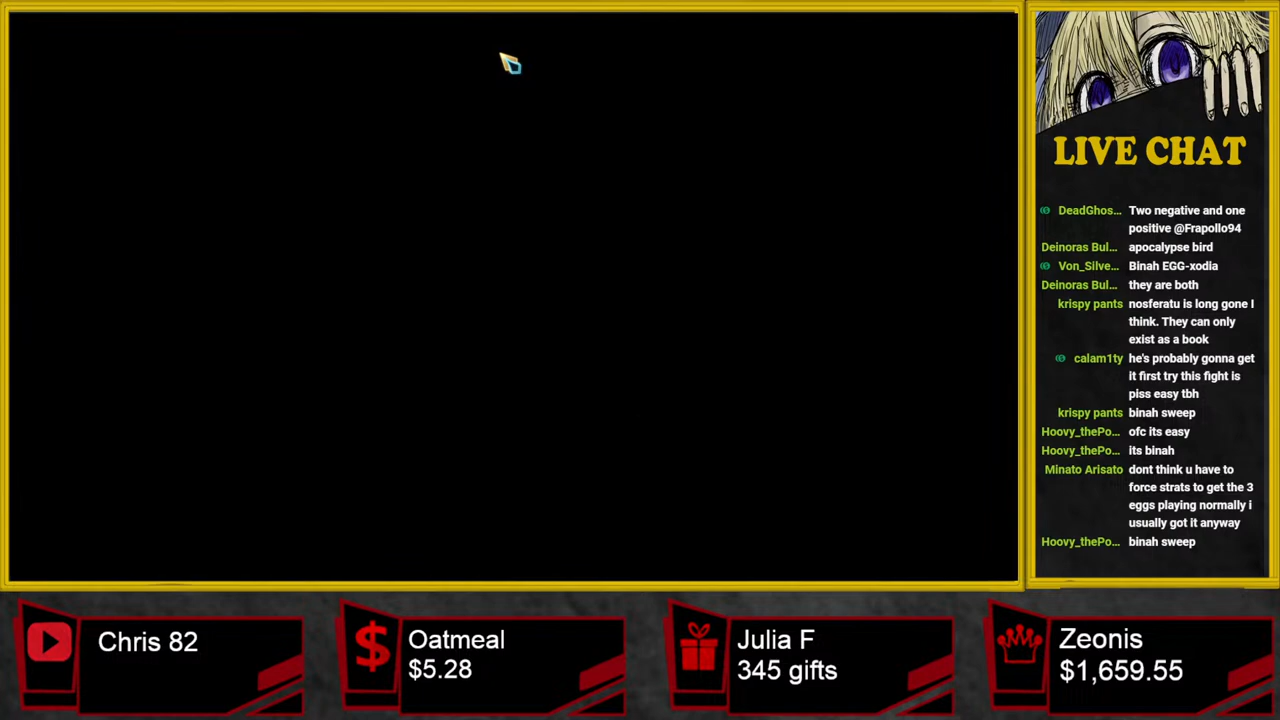 LIVE CHAT
DeadGhos... Two negative and one
positive @Frapollo94
Deinoras Bul... apocalypse bird
Von_Silve... Binah EGG-xodia
Deinoras Bul... they are both
krispy pants nosferatu is long gone I
think. They can only
exist as a book
calam1ty he's probably gonna get
it first try this fight is
piss easy tbh
krispy pants binah sweep
Hoovy_thePo... ofc its easy
Hoovy_thePo... its binah
Minato Arisato dont think u have to
force strats to get the 3
eggs playing normally i
usually got it anyway
Hoovy_thePo... binah sweep
Chris 82
$ Oatmeal
$5.28
Julia F
345 gifts
Zeonis
$1,659.55